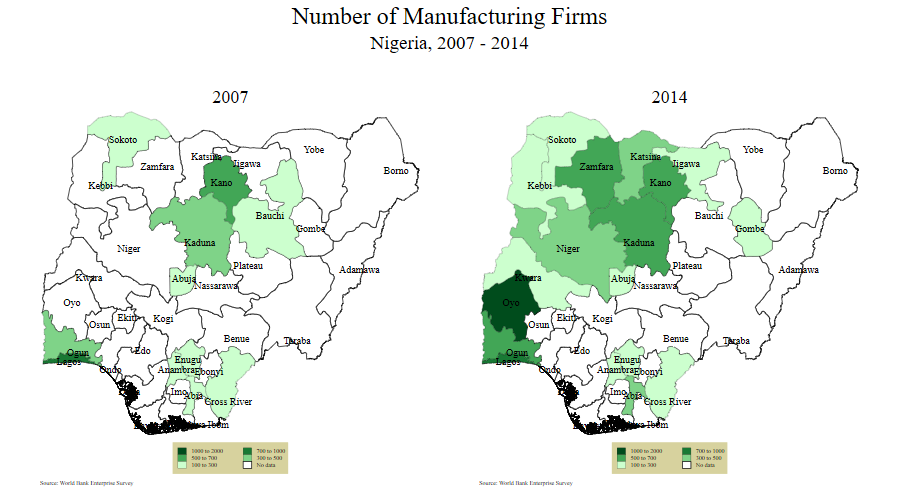 Number of Manufacturing Firms
Nigeria, 2007 - 2014
2007
Sokoto
Katsina
Jigawa
Yobe
Zamfara
Borno
Kebbi
Kano
Bauchi
Gombe
Niger
Kaduna
Plateau
Adamawa
Kwara
Abuja
Nassarawa
Oyo
Osun
Ekiti
Kogi
Benue
Taraba
Ogun
Lagos
Edo
Enugu
Ondo
Anambra
Ebonyi
Imo
Abia
Cross River
Ibom
1000 to 2000
700 to 1000
500 to 700
300 to 500
100 to 300
No data
Source: World Bank Enterprise Survey
2014
Sokoto
Katsina
Jigawa
Yobe
Zamfara
Borno
Kebbi
Kano
Bauchi
Gombe
Niger
Kaduna
Plateau
Adamawa
Kwara
Abuja
Nassarawa
Oyo
Osun
Ekiti
Kogi
Benue
Taraba
Ogun
Lagos
Edo
Enugu
Ondo
Anambra
Ebonyi
Imo
Abia
Cross River
Ibom
1000 to 2000
700 to 1000
500 to 700
300 to 500
100 to 300
No data
Source: World Bank Enterprise Survey